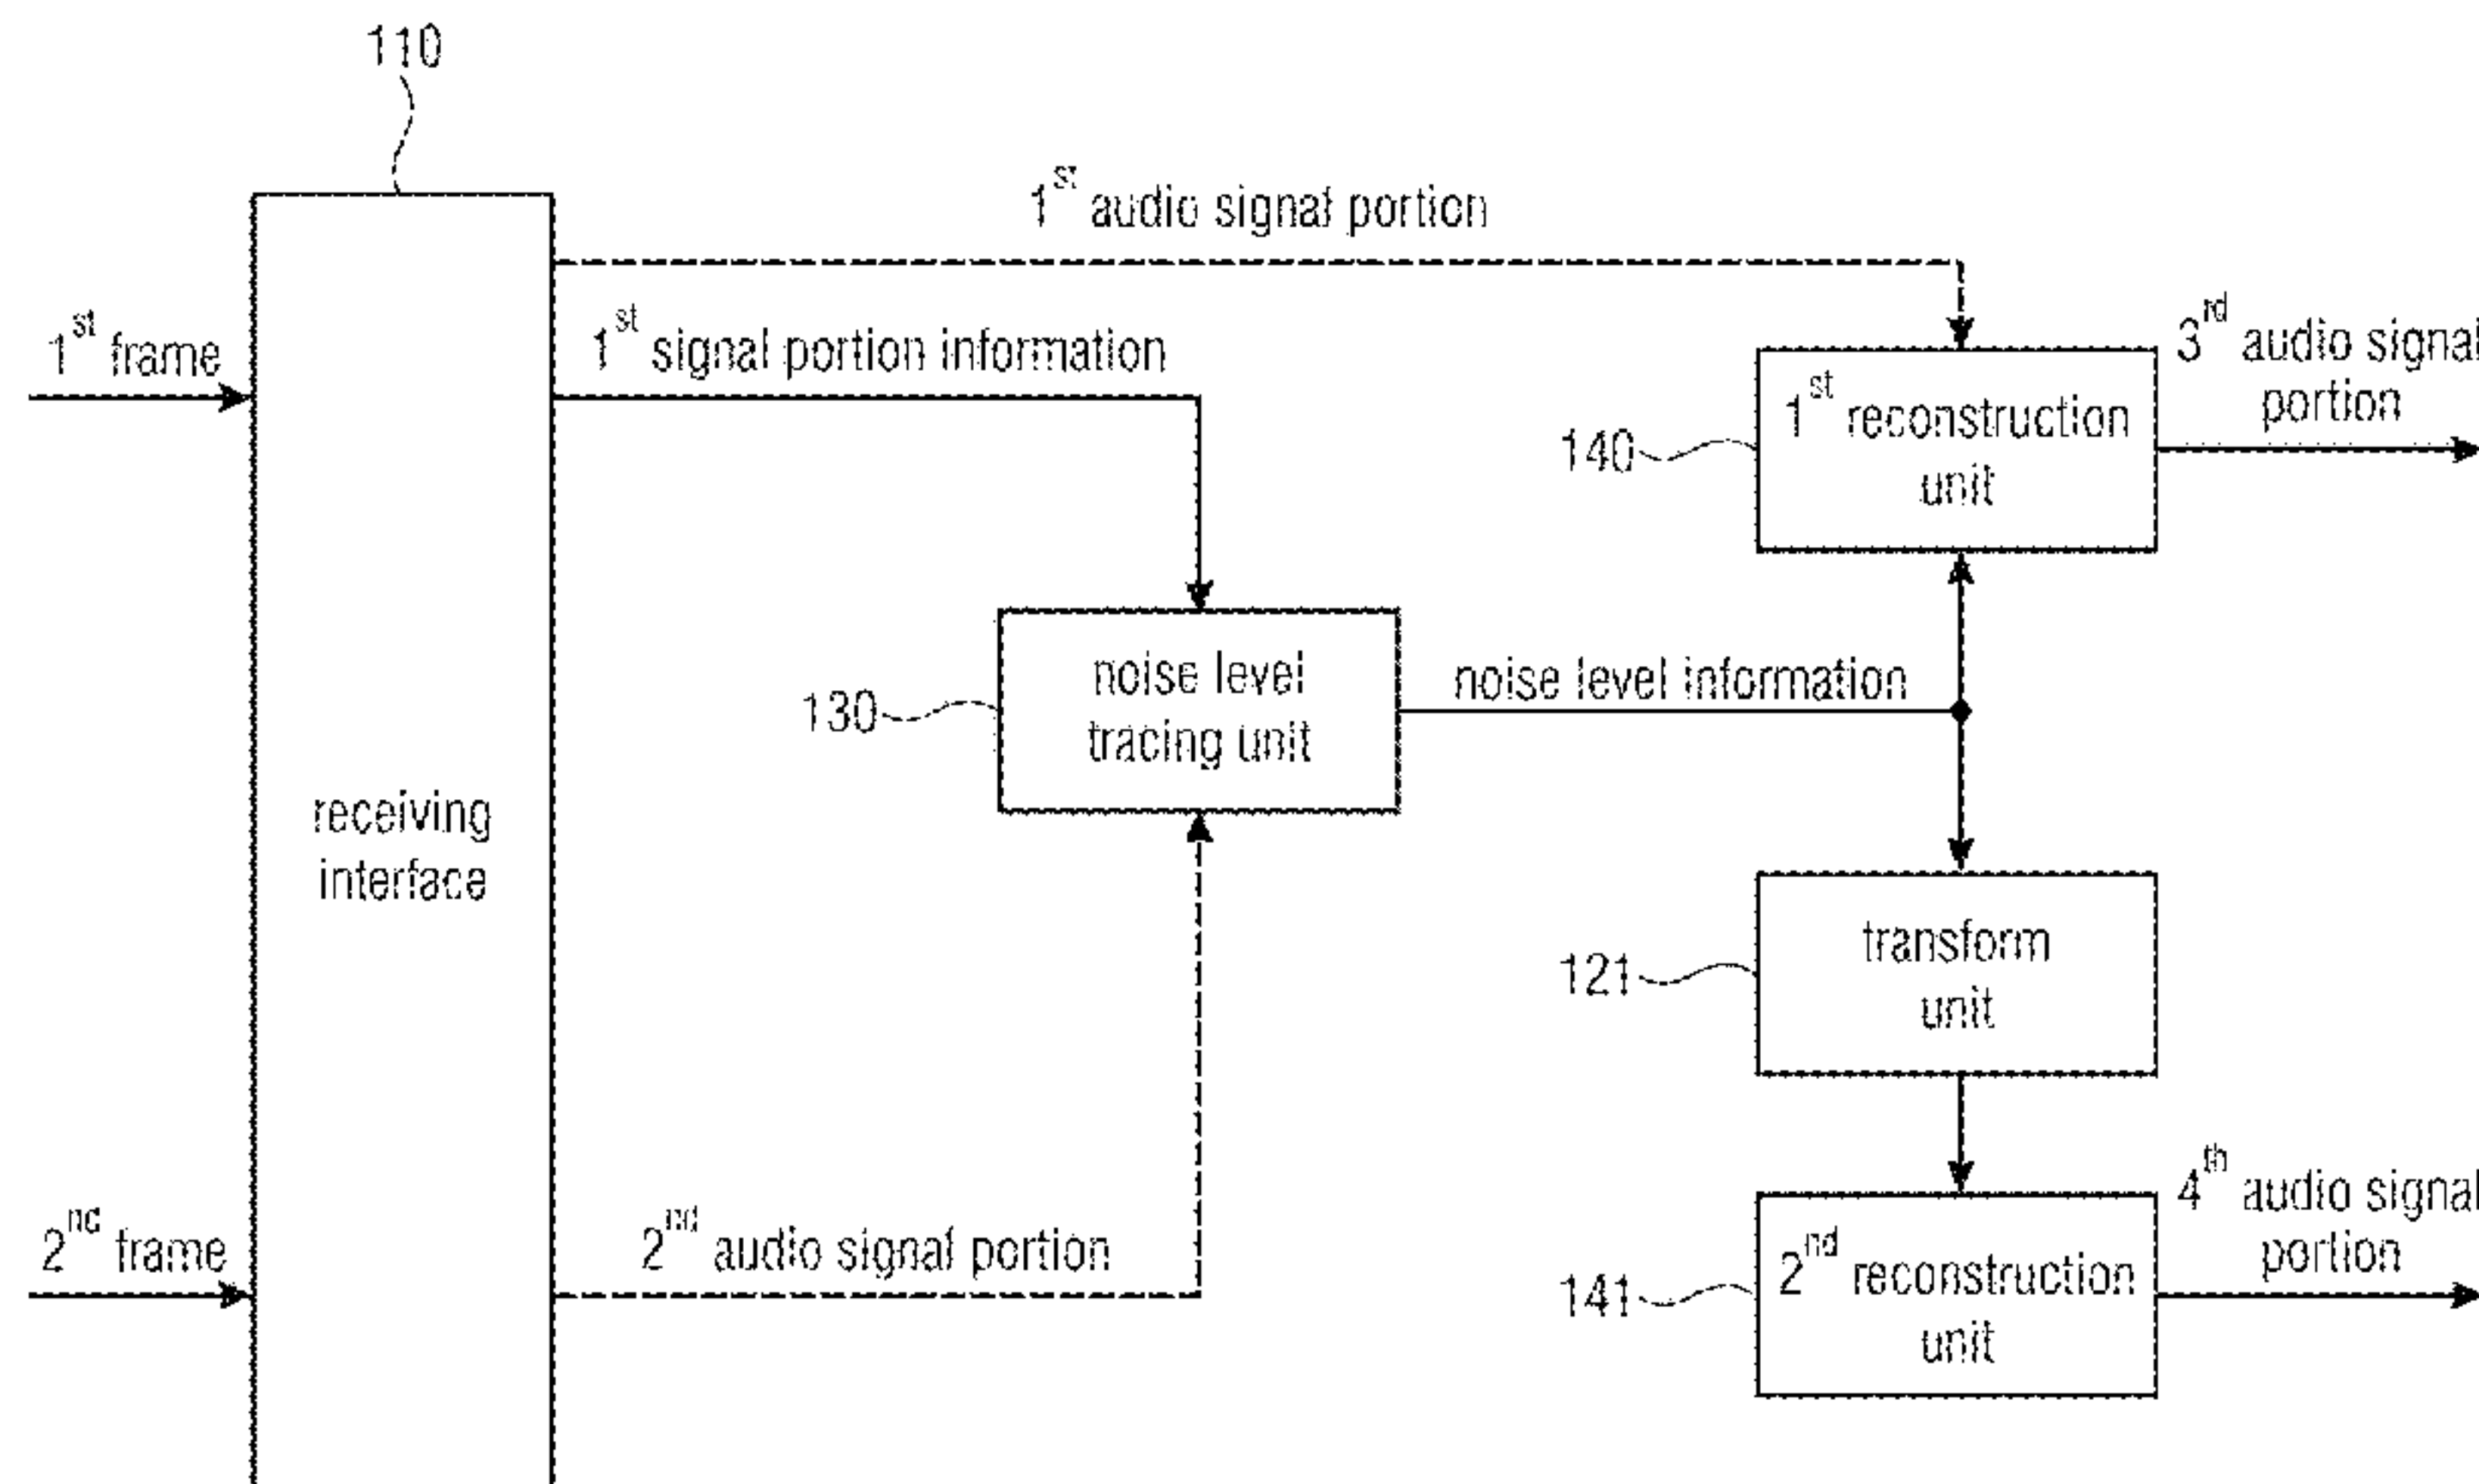 110
1st audio signal portion
1st frame
1st signal portion information
3rd audio signal
portion
1st reconstruction
unit
140
noise level
tracing unit
130
noise level information
receiving
interface
transform
unit
121
2nd frame
2nd audio signal portion
4th audio signal
portion
2nd reconstruction
unit
141